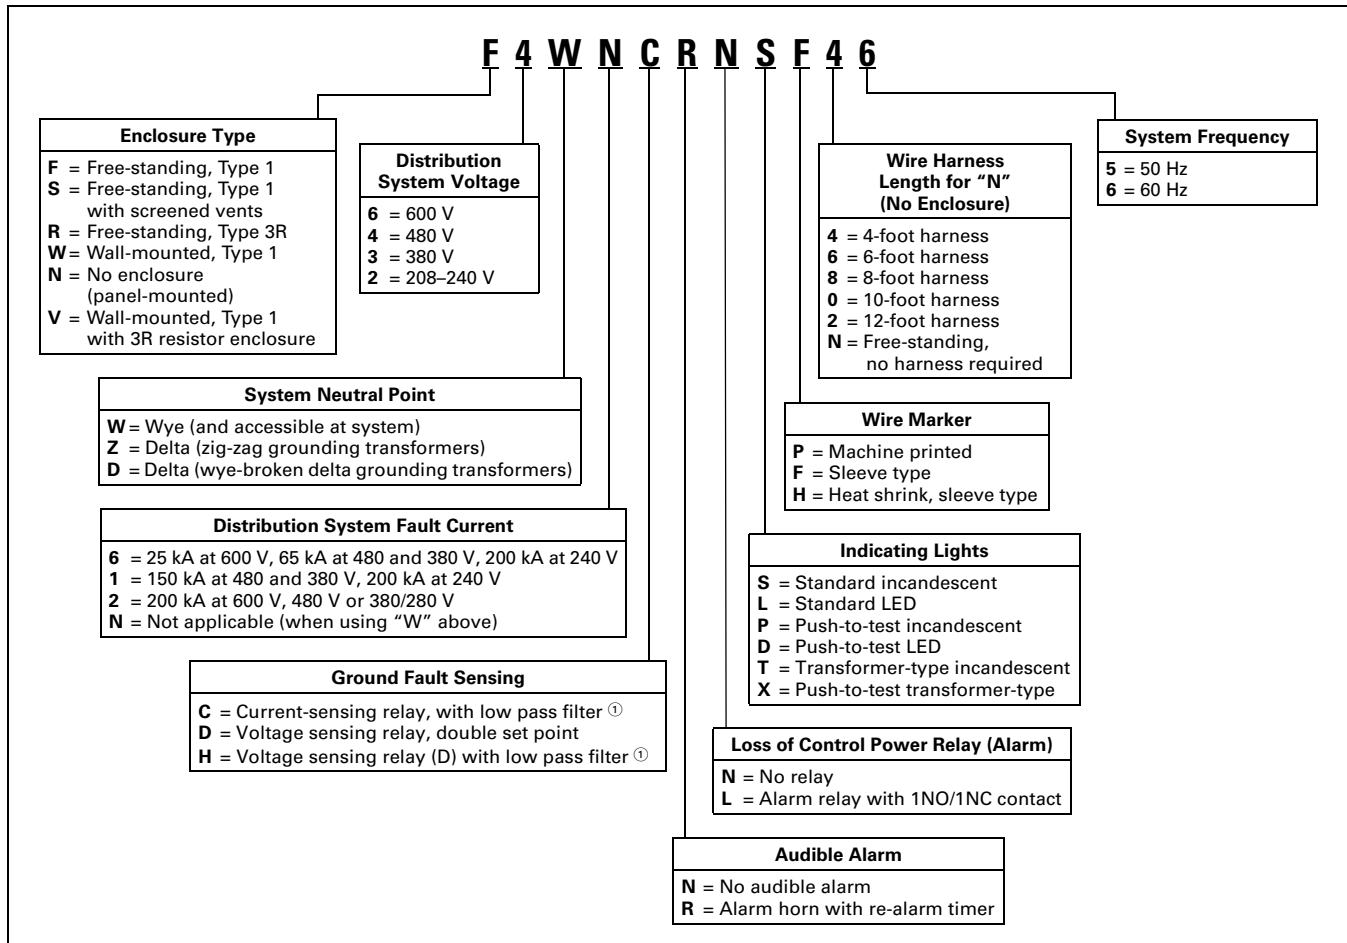 F 4 W N C R N S F 4 6
Enclosure Type
F = Free-standing, Type 1
S = Free-standing, Type 1
with screened vents
R = Free-standing, Type 3R
W = Wall-mounted, Type 1
N = No enclosure
(panel-mounted)
V = Wall-mounted, Type 1
with 3R resistor enclosure
Distribution
System Voltage
6 = 600 V
4 = 480 V
3 = 380 V
2 = 208–240 V
Wire Harness
Length for “N”
(No Enclosure)
4 = 4-foot harness
6 = 6-foot harness
8 = 8-foot harness
0 = 10-foot harness
2 = 12-foot harness
N = Free-standing,
no harness required
System Frequency
5 = 50 Hz
6 = 60 Hz
System Neutral Point
W = Wye (and accessible at system)
Z = Delta (zig-zag grounding transformers)
D = Delta (wye-broken delta grounding transformers)
Wire Marker
P = Machine printed
F = Sleeve type
H = Heat shrink, sleeve type
Distribution System Fault Current
6 = 25 kA at 600 V, 65 kA at 480 and 380 V, 200 kA at 240 V
1 = 150 kA at 480 and 380 V, 200 kA at 240 V
2 = 200 kA at 600 V, 480 V or 380/280 V
N = Not applicable (when using “W” above)
Indicating Lights
S = Standard incandescent
L = Standard LED
P = Push-to-test incandescent
D = Push-to-test LED
T = Transformer-type incandescent
X = Push-to-test transformer-type
Ground Fault Sensing
C = Current-sensing relay, with low pass filter ①
D = Voltage sensing relay, double set point
H = Voltage sensing relay (D) with low pass filter ①
Loss of Control Power Relay (Alarm)
N = No relay
L = Alarm relay with 1NO/1NC contact
Audible Alarm
N = No audible alarm
R = Alarm horn with re-alarm timer